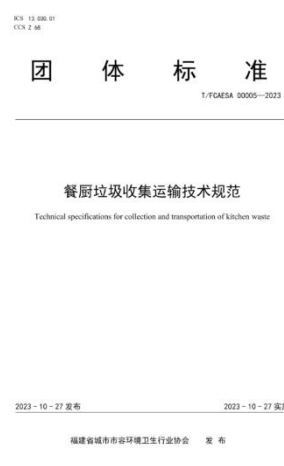 ICS 13.030.01
CCS Z 68
团 体 标 准
T/FCAESA 00005—2023
餐厨垃圾收集运输技术规范
Technical specifications for collection and transportation of kitchen waste
2023－10－27 发布
2023－10－27 实
福建省城市市容环境卫生行业协会 发 布